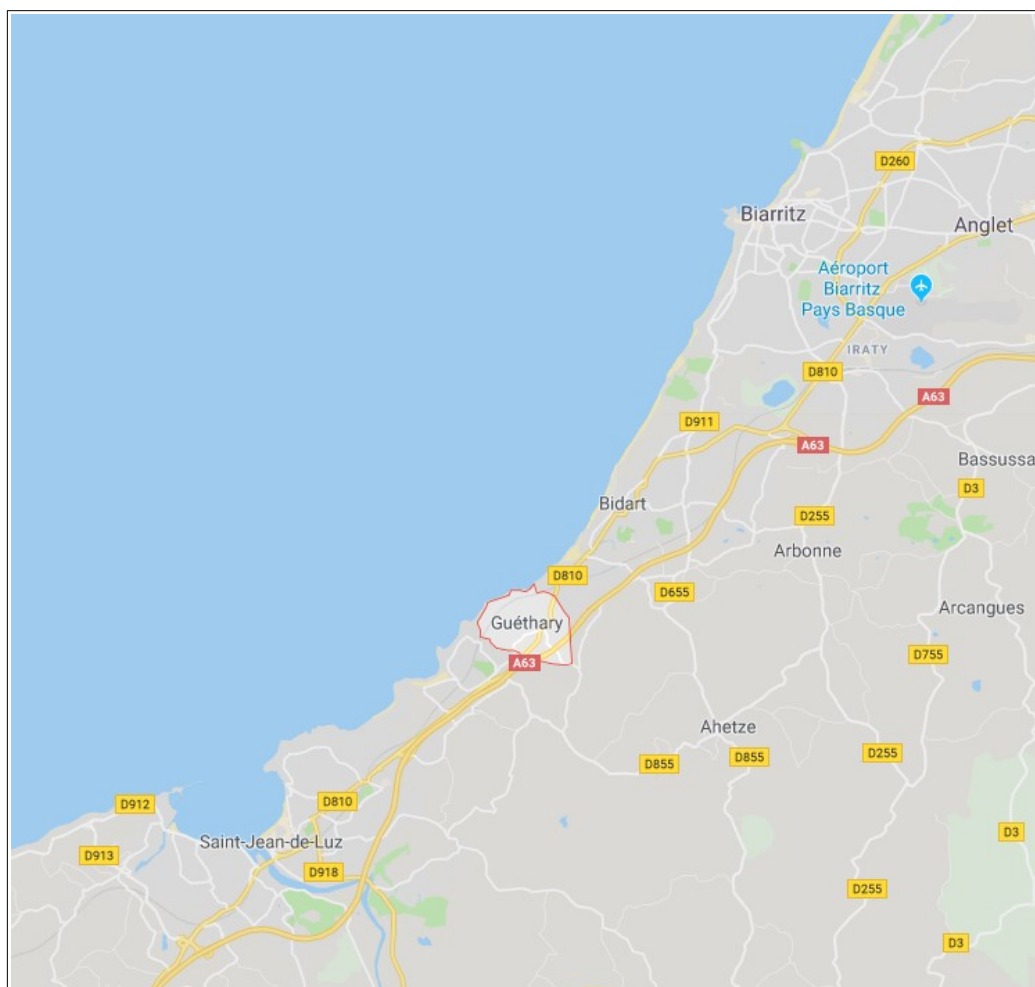 D260
Biarritz
Anglet
Aéroport
Biarritz
Pays Basque
IRATY
D810
A63
D911
A63
Bassussa
D3
Bidart
D255
Arbonne
D810
D655
Arcangues
Guéthary
D755
A63
Ahetze
D255
D855
D855
D912
D810
D3
Saint-Jean-de-Luz
D913
D918
D255
D3